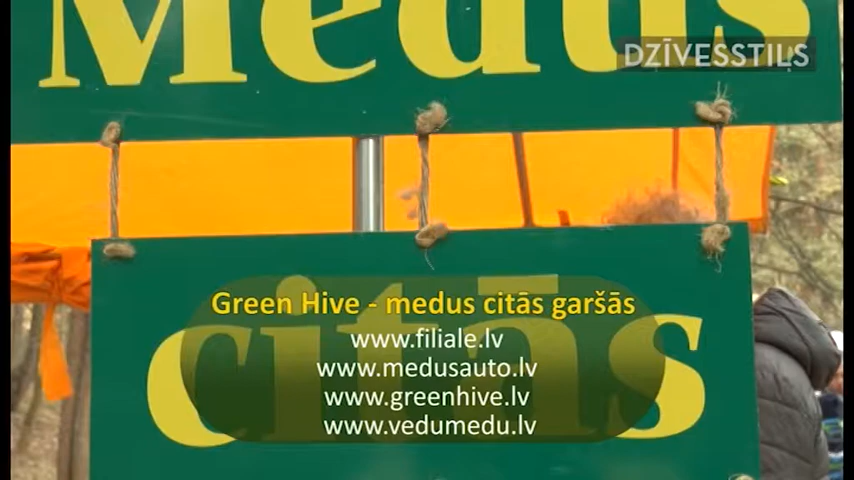 Medus
DZĪVESSTILS
citās
Green Hive - medus citās garšās
www.filiale.lv
www.medusauto.lv
www.greenhive.lv
www.vedumedu.lv